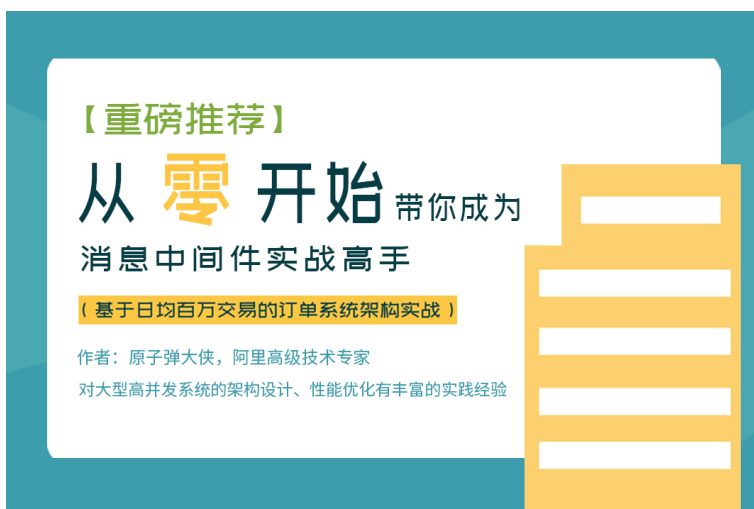 【重磅推荐】
从 零 开始 带你成为
消息中间件实战高手
（基于日均百万交易的订单系统架构实战）
作者：原子弹大侠，阿里高级技术专家
对大型高并发系统的架构设计、性能优化有丰富的实践经验